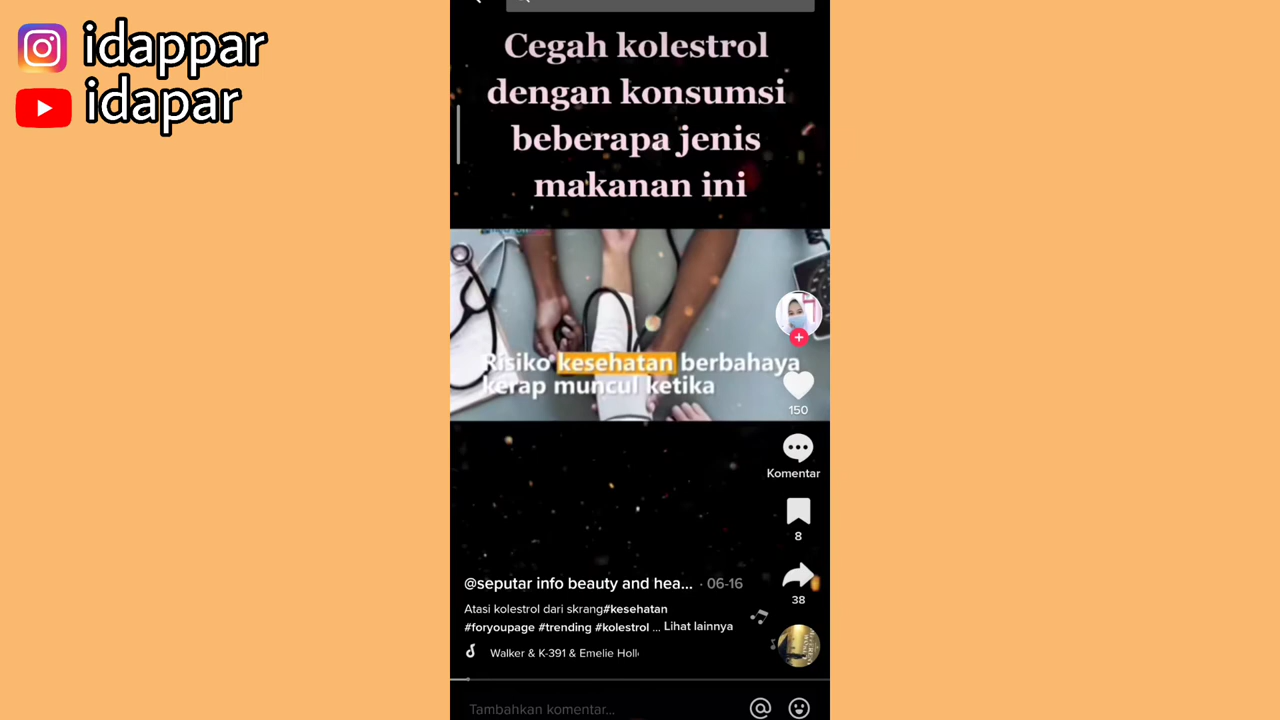 idappar
idapar
Cegah kolestrol
dengan konsumsi
beberapa jenis
makanan ini
Risiko kesehatan berbahaya
kerap muncul ketika
150
Komentar
8
38
@seputar info beauty and hea... · 06-16
Atasi kolestrol dari skrang#kesehatan
#foryoupage #trending #kolestrol ... Lihat lainnya
Walker & K-391 & Emelie Holl
Tambahkan komentar...